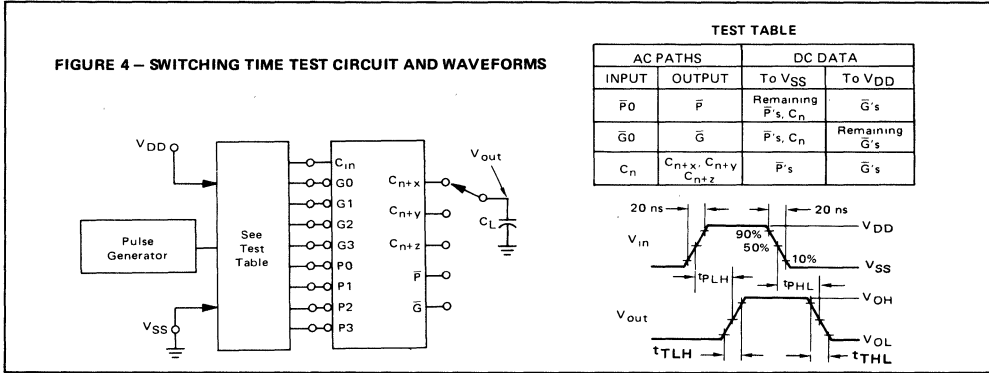 FIGURE 4 – SWITCHING TIME TEST CIRCUIT AND WAVEFORMS
VDD
Pulse
Generator
VSS
See
Test
Table
Cin
G0
G1
G2
G3
P0
P1
P2
P3
Cn+x
Cn+y
Cn+z
P̅
G̅
Vout
CL
TEST TABLE
AC PATHS DC DATA
INPUT OUTPUT To VSS To VDD
P̅0 P̅ Remaining P̅'s, Cn G̅'s
G̅0 G̅ P̅'s, Cn Remaining G̅'s
Cn Cn+x, Cn+y Cn+z P̅'s G̅'s
20 ns 20 ns
Vin
90%
50%
10%
VDD
VSS
tPLH tPHL
Vout
VOH
VOL
tTLH tTHL